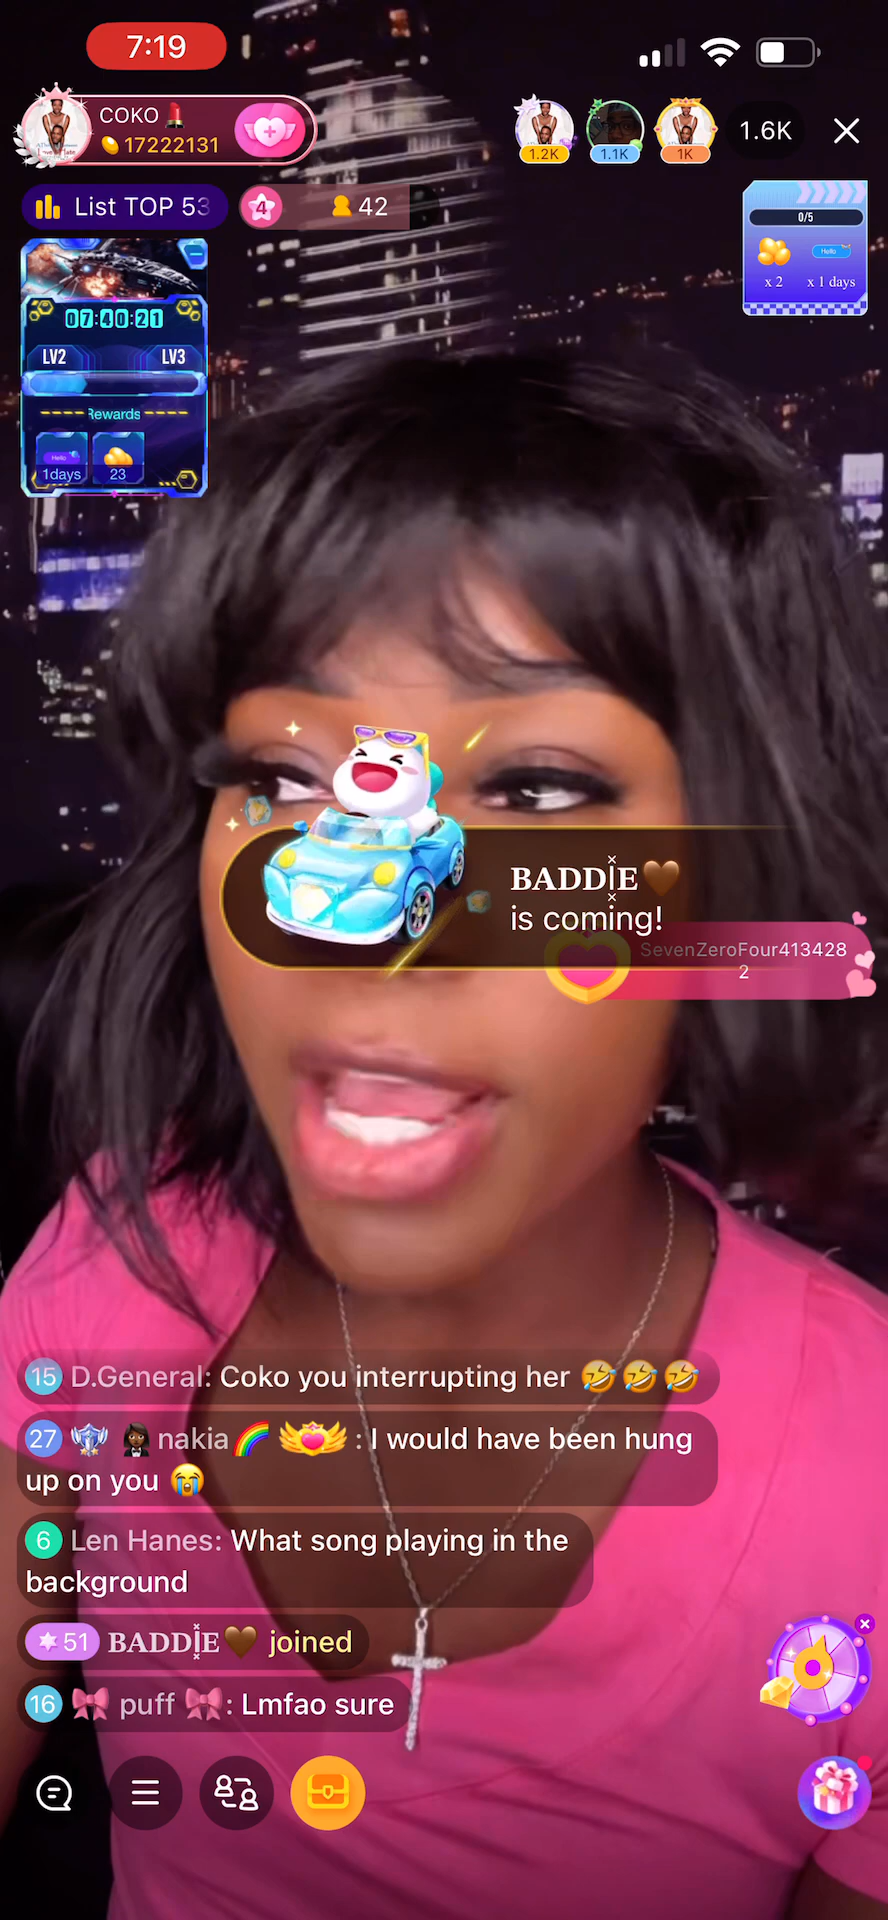 7:19
COKO 💄
17222131
1.2K
1.1K
1K
1.6K
List TOP 53
4
42
0/5
Hello
x 2
x 1 days
07:40:21
LV2
LV3
Rewards
Hello
1days
23
BADDIE🤎
is coming!
SevenZeroFour413428
2
15 D.General: Coko you interrupting her 🤣🤣🤣
27 nakia🌈 : I would have been hung
up on you 😭
6 Len Hanes: What song playing in the
background
51 BADDIE🤎 joined
16 🎀 puff 🎀: Lmfao sure